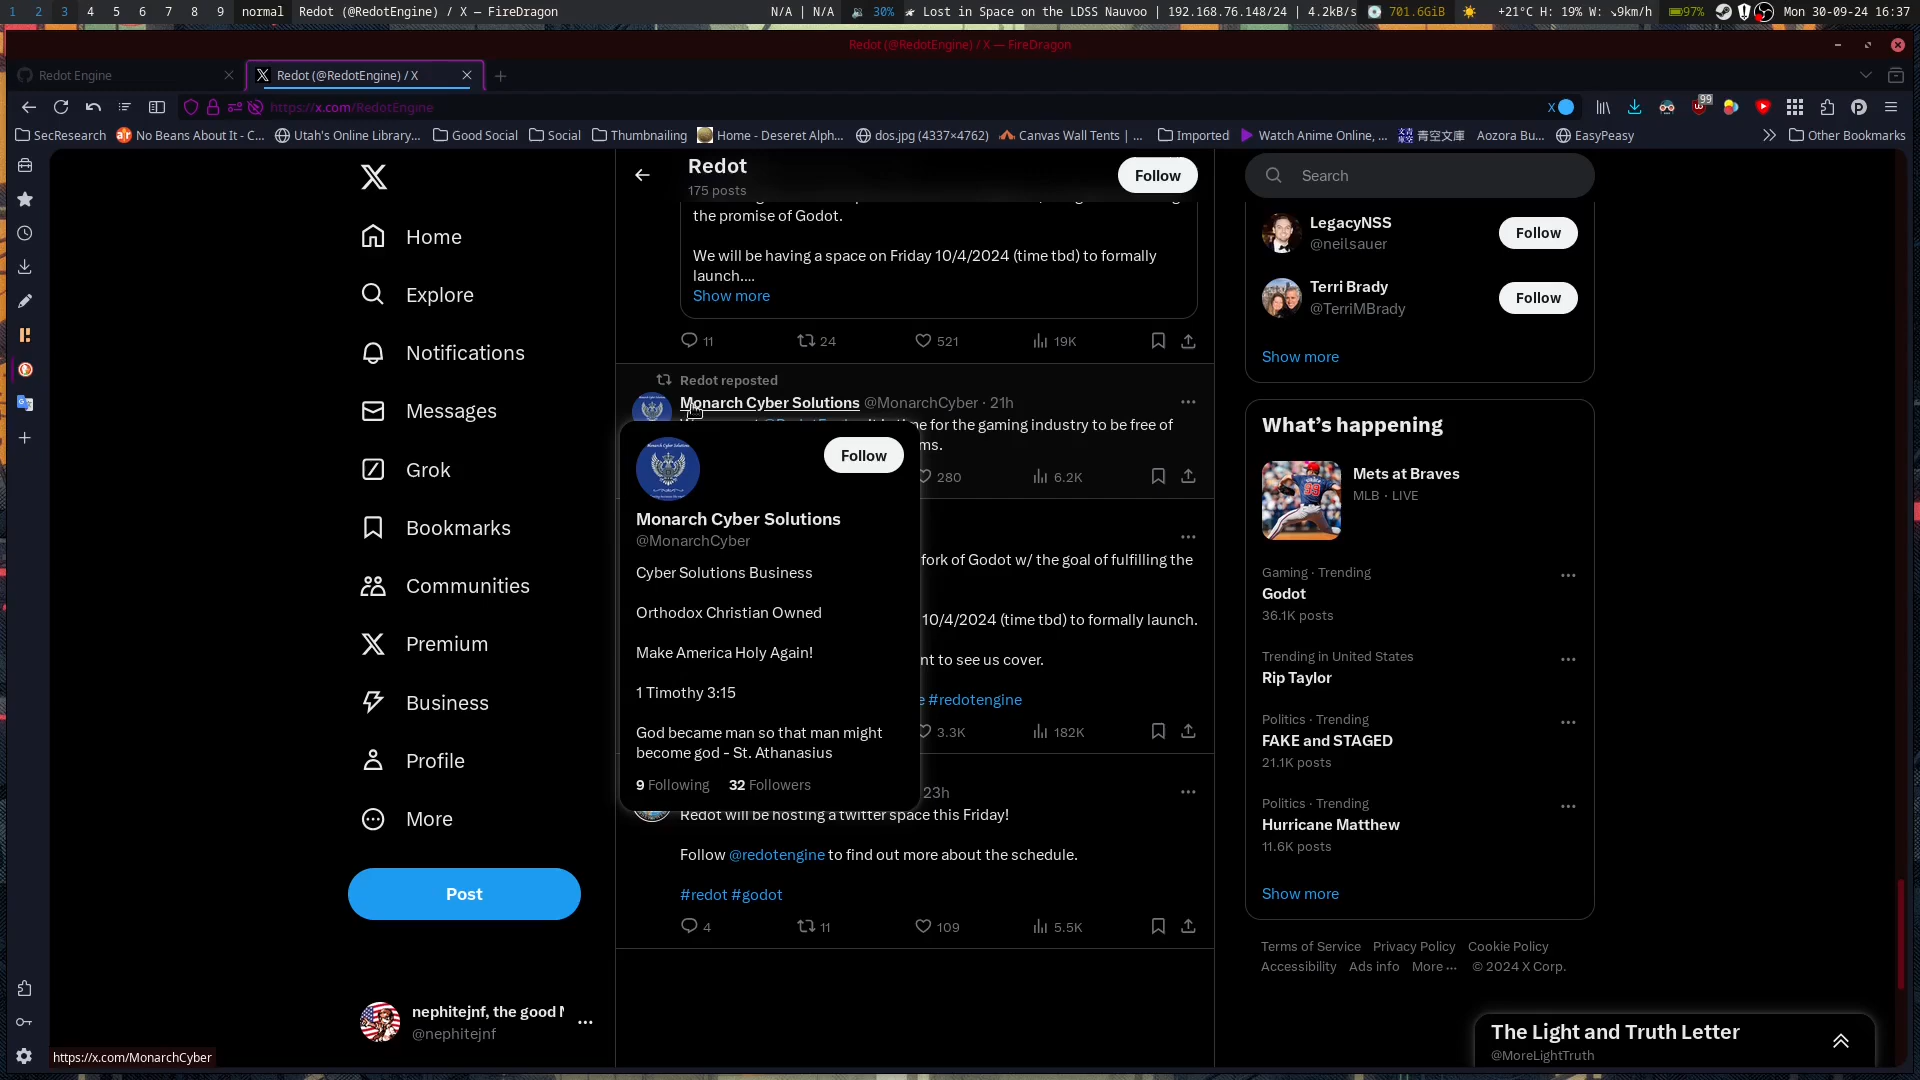 1 2 3 4 5 6 7 8 9 normal Redot (@RedotEngine) / X — FireDragon
N/A | N/A 30% Lost in Space on the LDSS Nauvoo | 192.168.76.148/24 | 4.2kB/s 701.6GiB +21°C H: 19% W: ↘9km/h 97% Mon 30-09-24 16:37
Redot (@RedotEngine) / X — FireDragon
Redot Engine
Redot (@RedotEngine) / X
https://x.com/RedotEngine
X
99
SecResearch
No Beans About It - C...
Utah's Online Library...
Good Social
Social
Thumbnailing
Home - Deseret Alph...
dos.jpg (4337×4762)
Canvas Wall Tents | ...
Imported
Watch Anime Online, ...
青空文庫 Aozora Bu...
EasyPeasy
Other Bookmarks
Home
Explore
Notifications
Messages
Grok
Bookmarks
Communities
Premium
Business
Profile
More
Post
nephitejnf, the good
@nephitejnf
https://x.com/MonarchCyber
Redot
175 posts
Follow
the promise of Godot.
We will be having a space on Friday 10/4/2024 (time tbd) to formally
launch....
Show more
11 24 521 19K
Redot reposted
Monarch Cyber Solutions @MonarchCyber · 21h
time for the gaming industry to be free of
280 6.2K
Follow
Monarch Cyber Solutions
@MonarchCyber
Cyber Solutions Business
Orthodox Christian Owned
Make America Holy Again!
1 Timothy 3:15
God became man so that man might
become god - St. Athanasius
9 Following 32 Followers
fork of Godot w/ the goal of fulfilling the
10/4/2024 (time tbd) to formally launch.
to see us cover.
#redotengine
3.3K 182K
23h
Redot will be hosting a twitter space this Friday!
Follow @redotengine to find out more about the schedule.
#redot #godot
4 11 109 5.5K
Search
LegacyNSS
@neilsauer
Follow
Terri Brady
@TerriMBrady
Follow
Show more
What's happening
Mets at Braves
MLB · LIVE
Gaming · Trending
Godot
36.1K posts
Trending in United States
Rip Taylor
Politics · Trending
FAKE and STAGED
21.1K posts
Politics · Trending
Hurricane Matthew
11.6K posts
Show more
Terms of Service Privacy Policy Cookie Policy
Accessibility Ads info More ··· © 2024 X Corp.
The Light and Truth Letter
@MoreLightTruth